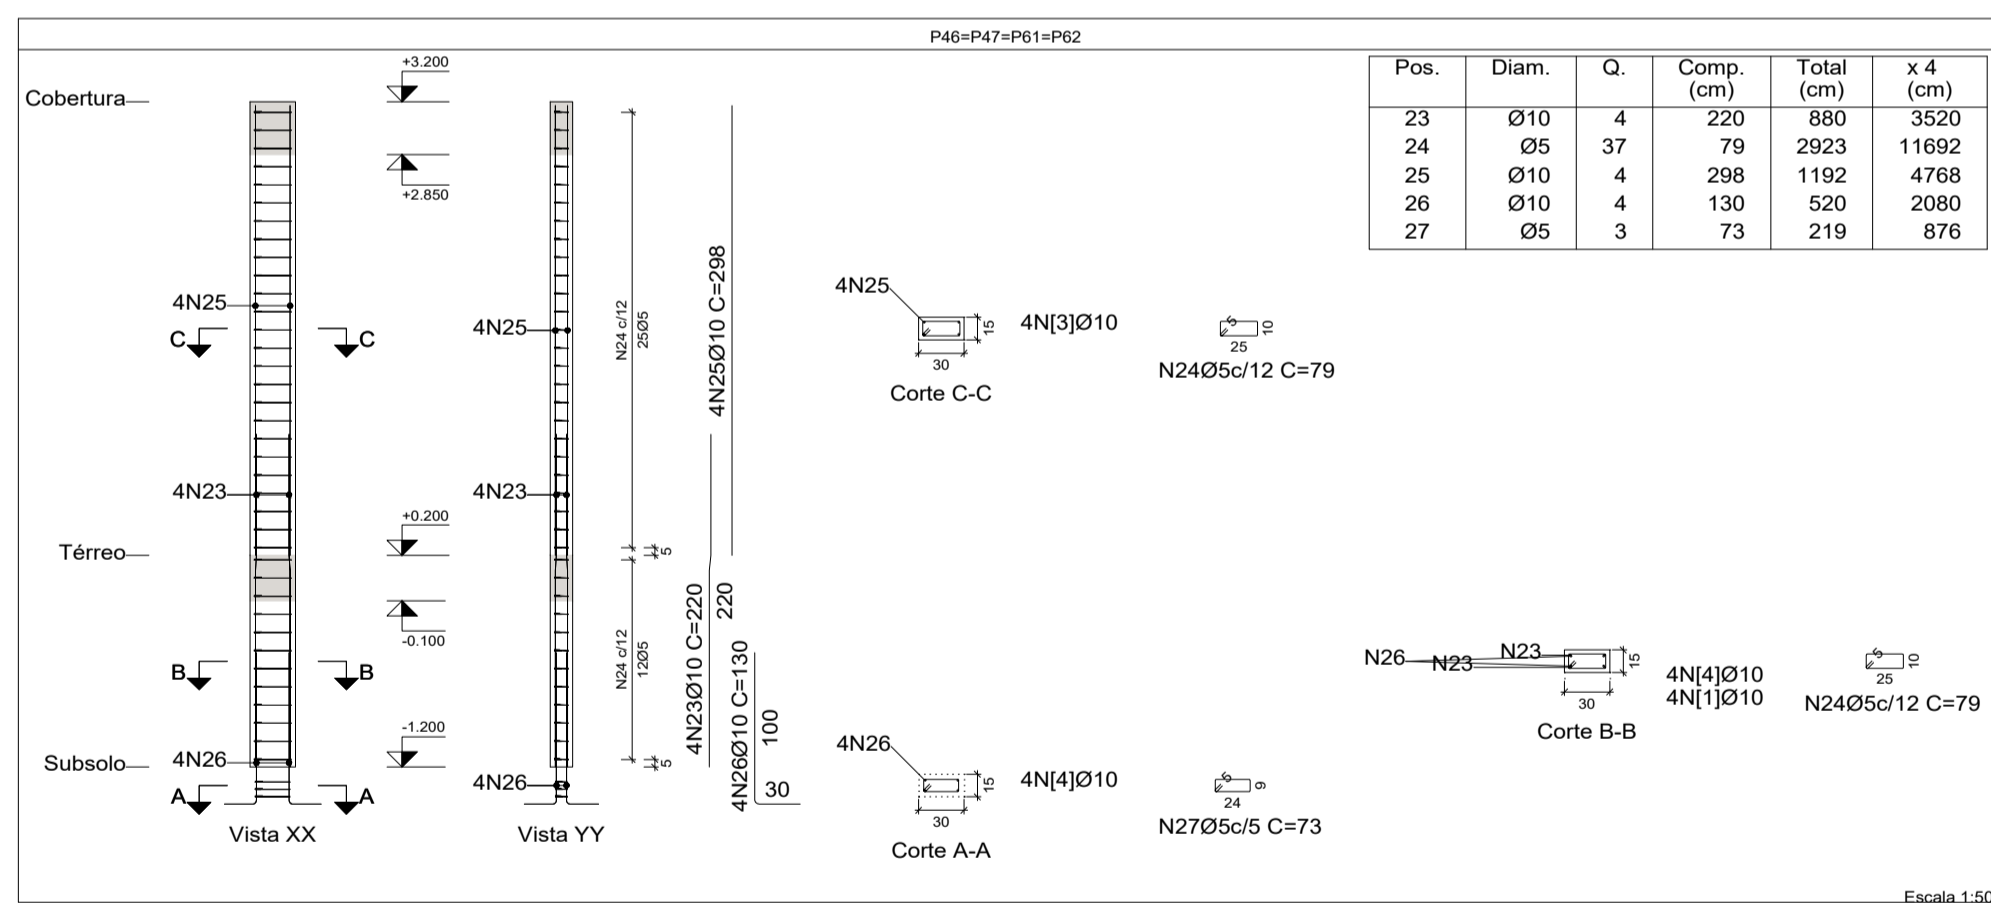 P46=P47=P61=P62
Pos. Diam. Q. Comp. (cm) Total (cm) x 4 (cm)
23 Ø10 4 220 880 3520
24 Ø5 37 79 2923 11692
25 Ø10 4 298 1192 4768
26 Ø10 4 130 520 2080
27 Ø5 3 73 219 876
Cobertura
+3.200
+2.850
4N25
C C
4N23
Térreo
+0.200
-0.100
B B
-1.200
Subsolo
4N26
A A
Vista XX
4N25
4N23
4N26
Vista YY
N24 c/12
25Ø5
5
N24 c/12
12Ø5
5
4N25Ø10 C=298
4N23Ø10 C=220
220
4N26Ø10 C=130
100
30
4N25
15
30
4N[3]Ø10
Corte C-C
5
10
25
N24Ø5c/12 C=79
4N26
15
30
4N[4]Ø10
Corte A-A
5
9
24
N27Ø5c/5 C=73
N26
N23
N23
15
30
4N[4]Ø10
4N[1]Ø10
Corte B-B
5
10
25
N24Ø5c/12 C=79
Escala 1:50